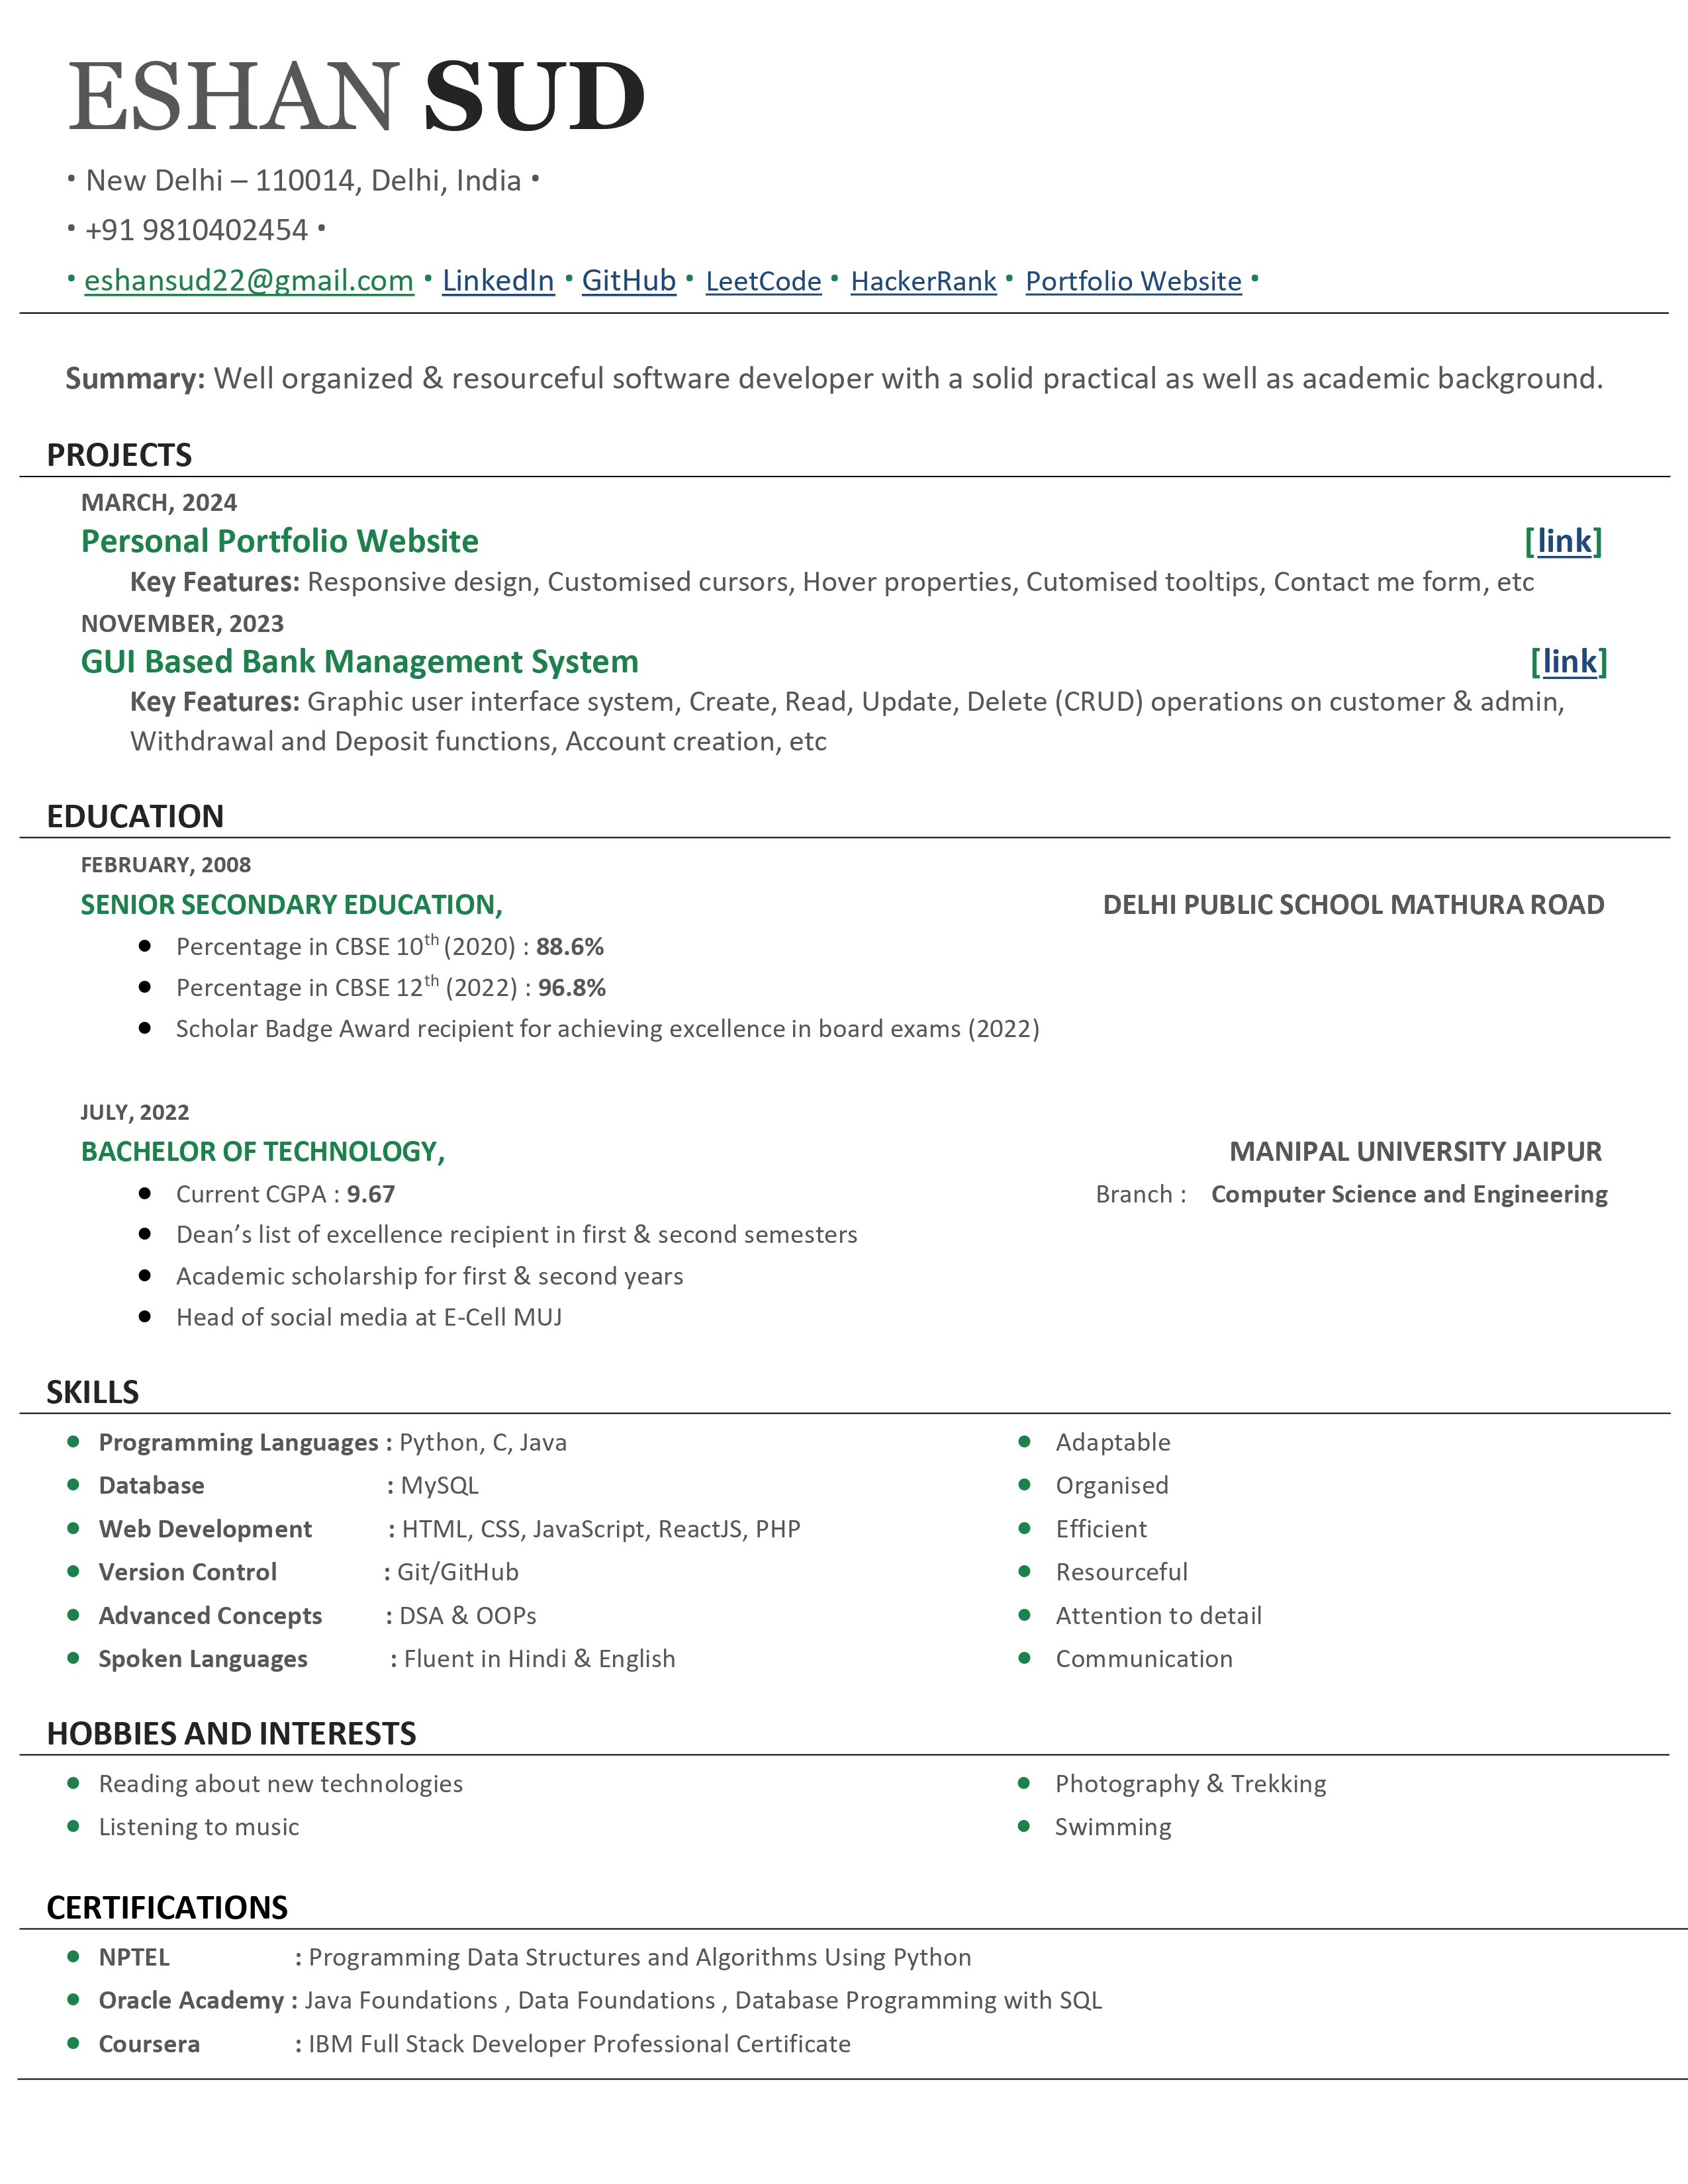 ESHAN SUD
• New Delhi – 110014, Delhi, India •
• +91 9810402454 •
• eshansud22@gmail.com • LinkedIn • GitHub • LeetCode • HackerRank • Portfolio Website •
Summary: Well organized & resourceful software developer with a solid practical as well as academic background.
PROJECTS
MARCH, 2024
Personal Portfolio Website [link]
Key Features: Responsive design, Customised cursors, Hover properties, Cutomised tooltips, Contact me form, etc
NOVEMBER, 2023
GUI Based Bank Management System [link]
Key Features: Graphic user interface system, Create, Read, Update, Delete (CRUD) operations on customer & admin,
Withdrawal and Deposit functions, Account creation, etc
EDUCATION
FEBRUARY, 2008
SENIOR SECONDARY EDUCATION, DELHI PUBLIC SCHOOL MATHURA ROAD
● Percentage in CBSE 10th (2020) : 88.6%
● Percentage in CBSE 12th (2022) : 96.8%
● Scholar Badge Award recipient for achieving excellence in board exams (2022)
JULY, 2022
BACHELOR OF TECHNOLOGY, MANIPAL UNIVERSITY JAIPUR
● Current CGPA : 9.67 Branch : Computer Science and Engineering
● Dean’s list of excellence recipient in first & second semesters
● Academic scholarship for first & second years
● Head of social media at E-Cell MUJ
SKILLS
● Programming Languages : Python, C, Java
● Database : MySQL
● Web Development : HTML, CSS, JavaScript, ReactJS, PHP
● Version Control : Git/GitHub
● Advanced Concepts : DSA & OOPs
● Spoken Languages : Fluent in Hindi & English
● Adaptable
● Organised
● Efficient
● Resourceful
● Attention to detail
● Communication
HOBBIES AND INTERESTS
● Reading about new technologies
● Listening to music
● Photography & Trekking
● Swimming
CERTIFICATIONS
● NPTEL : Programming Data Structures and Algorithms Using Python
● Oracle Academy : Java Foundations , Data Foundations , Database Programming with SQL
● Coursera : IBM Full Stack Developer Professional Certificate